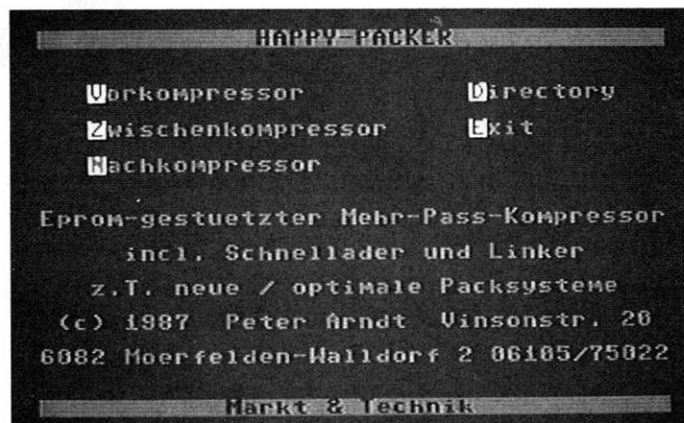 HAPPY-PACKER
Vorkompressor Directory
Zwischenkompressor Exit
Nachkompressor
Eprom-gestuetzter Mehr-Pass-Kompressor
incl. Schnellader und Linker
z.T. neue / optimale Packsysteme
(c) 1987 Peter Arndt Vinsonstr. 20
6082 Moerfelden-Walldorf 2 06105/75022
Markt & Technik